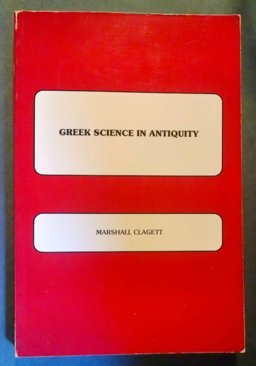 GREEK SCIENCE IN ANTIQUITY
MARSHALL CLAGETT